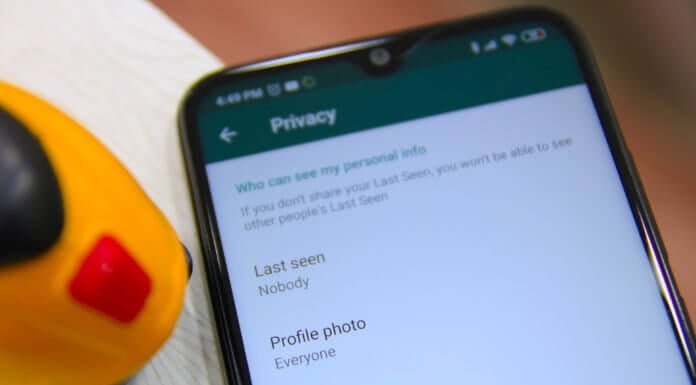 4:49 PM
Privacy
Who can see my personal info
If you don't share your Last Seen, you won't be able to see
other people's Last Seen
Last seen
Nobody
Profile photo
Everyone